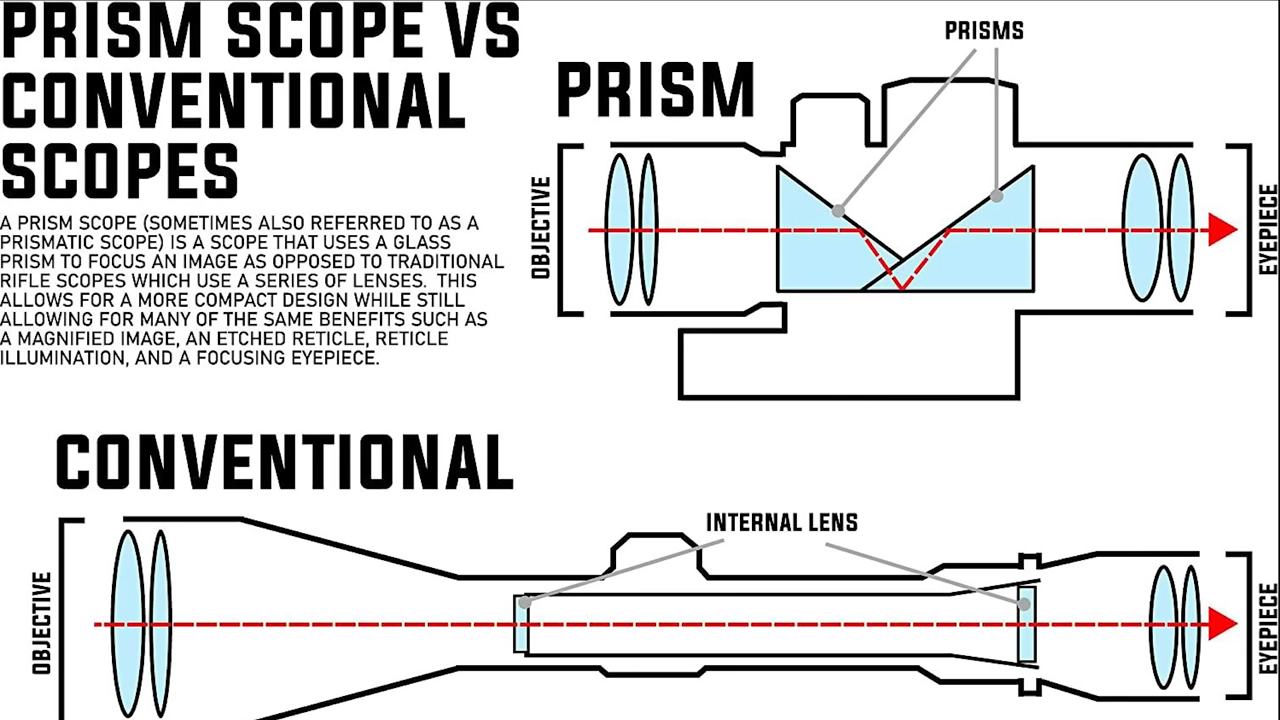 PRISM SCOPE VS
CONVENTIONAL
SCOPES
A PRISM SCOPE (SOMETIMES ALSO REFERRED TO AS A
PRISMATIC SCOPE) IS A SCOPE THAT USES A GLASS
PRISM TO FOCUS AN IMAGE AS OPPOSED TO TRADITIONAL
RIFLE SCOPES WHICH USE A SERIES OF LENSES. THIS
ALLOWS FOR A MORE COMPACT DESIGN WHILE STILL
ALLOWING FOR MANY OF THE SAME BENEFITS SUCH AS
A MAGNIFIED IMAGE, AN ETCHED RETICLE, RETICLE
ILLUMINATION, AND A FOCUSING EYEPIECE.
PRISM
PRISMS
OBJECTIVE
EYEPIECE
CONVENTIONAL
INTERNAL LENS
OBJECTIVE
EYEPIECE